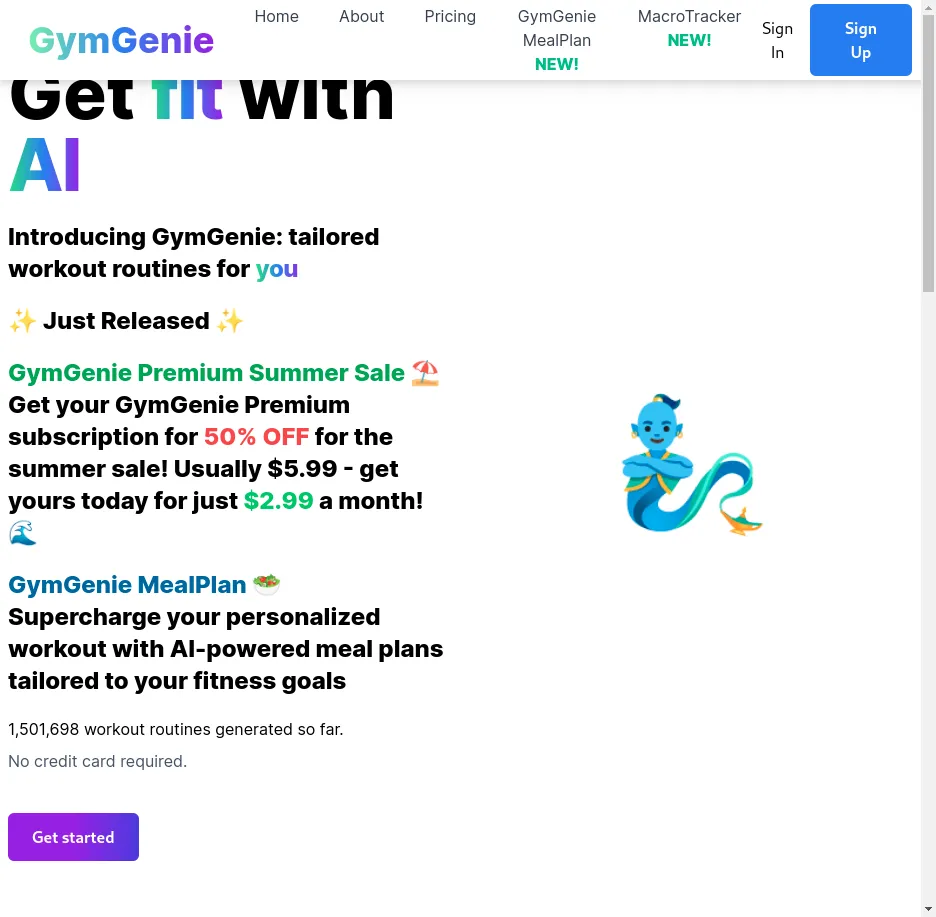 GymGenie
Home
About
Pricing
GymGenie
MealPlan
NEW!
MacroTracker
NEW!
Sign
In
Sign
Up
Get fit with
AI
Introducing GymGenie: tailored
workout routines for you
✨ Just Released ✨
GymGenie Premium Summer Sale ⛱️
Get your GymGenie Premium
subscription for 50% OFF for the
summer sale! Usually $5.99 - get
yours today for just $2.99 a month!
🌊
GymGenie MealPlan 🥗
Supercharge your personalized
workout with AI-powered meal plans
tailored to your fitness goals
1,501,698 workout routines generated so far.
No credit card required.
Get started